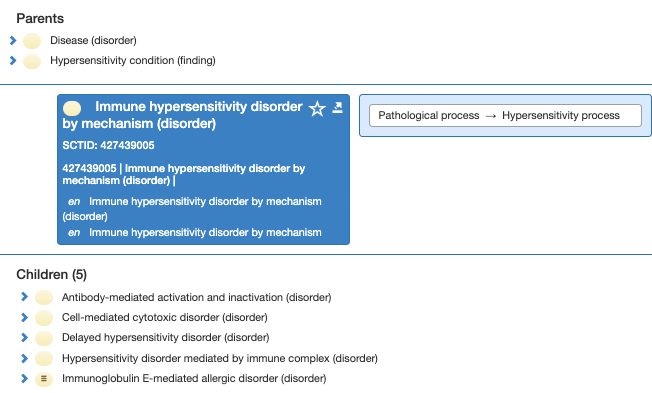 Parents
Disease (disorder)
Hypersensitivity condition (finding)
Immune hypersensitivity disorder
by mechanism (disorder)
SCTID: 427439005
427439005 | Immune hypersensitivity disorder by
mechanism (disorder) |
en Immune hypersensitivity disorder by mechanism
(disorder)
en Immune hypersensitivity disorder by mechanism
Pathological process → Hypersensitivity process
Children (5)
Antibody-mediated activation and inactivation (disorder)
Cell-mediated cytotoxic disorder (disorder)
Delayed hypersensitivity disorder (disorder)
Hypersensitivity disorder mediated by immune complex (disorder)
Immunoglobulin E-mediated allergic disorder (disorder)